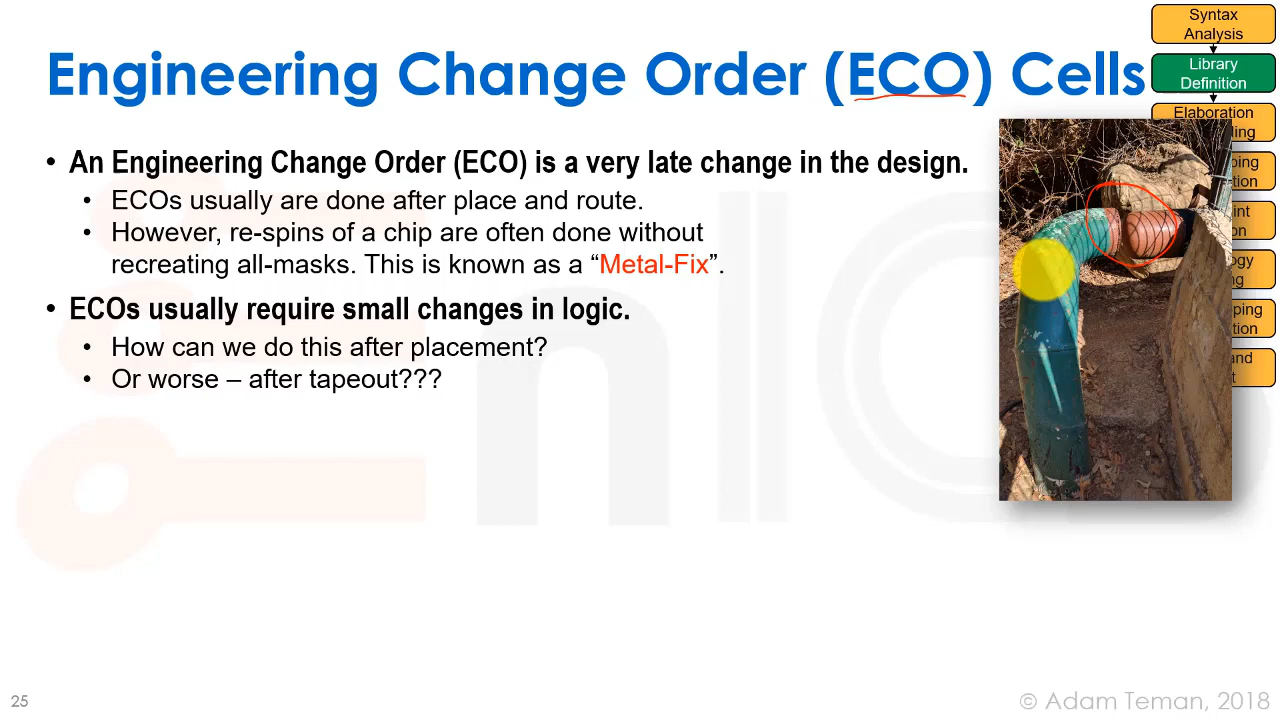 Engineering Change Order (ECO) Cells
Syntax
Analysis
Library
Definition
Elaboration
• An Engineering Change Order (ECO) is a very late change in the design.
• ECOs usually are done after place and route.
• However, re-spins of a chip are often done without
recreating all-masks. This is known as a “Metal-Fix”.
• ECOs usually require small changes in logic.
• How can we do this after placement?
• Or worse – after tapeout???
25
© Adam Teman, 2018